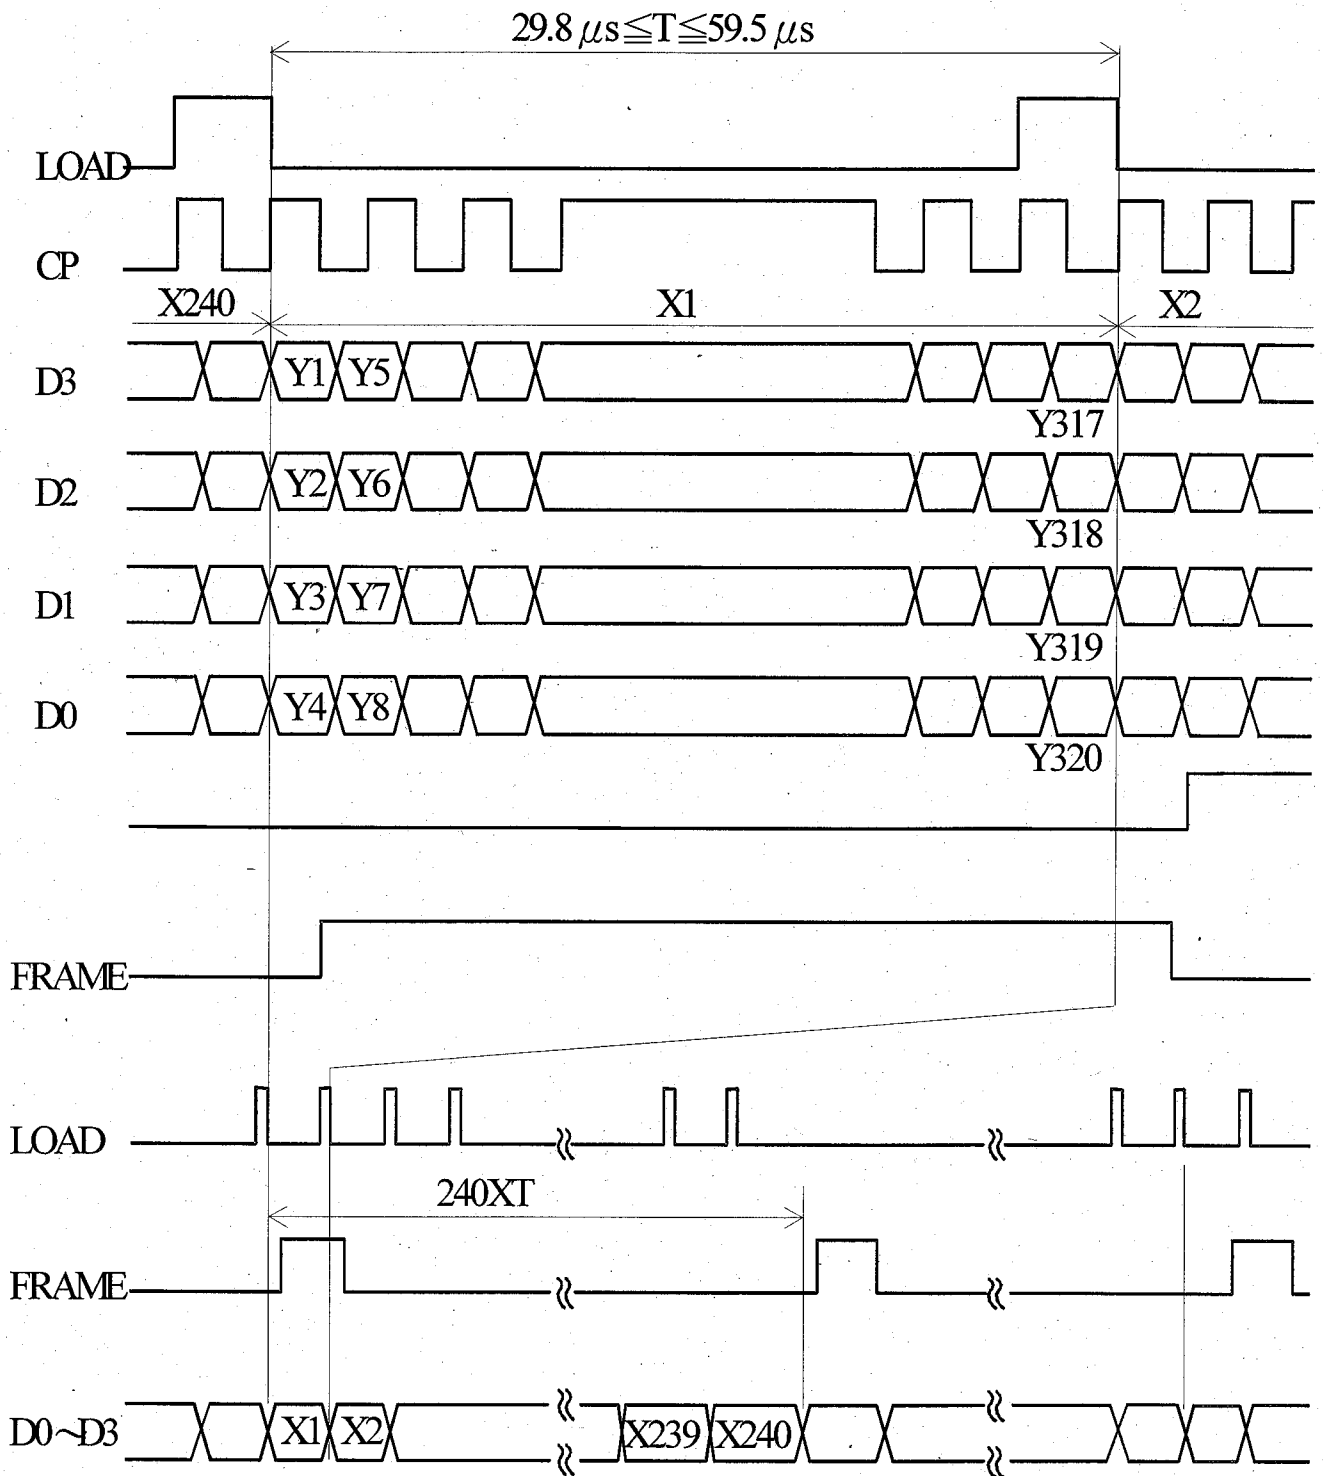 29.8 μs≦T≦59.5 μs
LOAD
CP
X240 X1 X2
D3 Y1 Y5
Y317
D2 Y2 Y6
Y318
D1 Y3 Y7
Y319
D0 Y4 Y8
Y320
FRAME
LOAD
240XT
FRAME
D0~D3 X1 X2 X239 X240